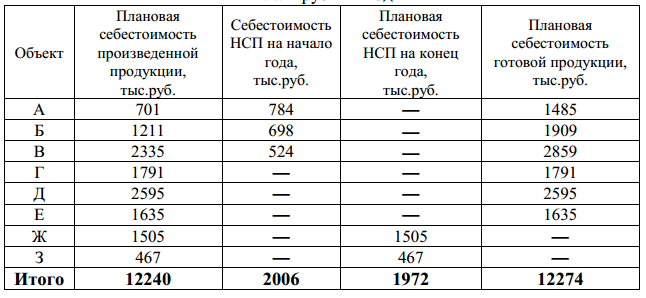 Объект
Плановая
себестоимость
произведенной
продукции,
тыс.руб.
Себестоимость
НСП на начало
года,
тыс.руб.
Плановая
себестоимость
НСП на конец
года,
тыс.руб.
Плановая
себестоимость
готовой продукции,
тыс.руб.
А 701 784 — 1485
Б 1211 698 — 1909
В 2335 524 — 2859
Г 1791 — — 1791
Д 2595 — — 2595
Е 1635 — — 1635
Ж 1505 — 1505 —
З 467 — 467 —
Итого 12240 2006 1972 12274